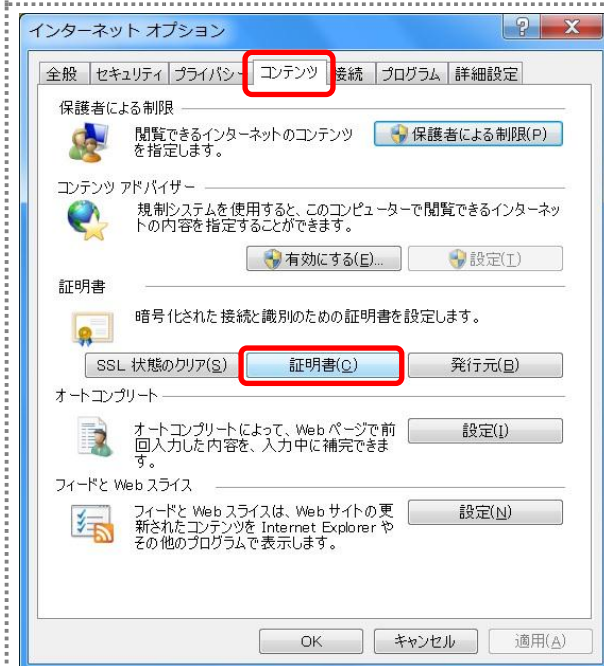 インターネット オプション
全般 セキュリティ プライバシー コンテンツ 接続 プログラム 詳細設定
保護者による制限
閲覧できるインターネットのコンテンツ
を指定します。
保護者による制限(P)
コンテンツ アドバイザー
規制システムを使用すると、このコンピューターで閲覧できるインターネッ
トの内容を指定することができます。
有効にする(E)... 設定(T)
証明書
暗号化された接続と識別のための証明書を設定します。
SSL 状態のクリア(S) 証明書(C) 発行元(B)
オートコンプリート
オートコンプリートによって、Web ページで前
回入力した内容を、入力中に補完できま
す。
設定(I)
フィードと Web スライス
フィードと Web スライスは、Web サイトの更
新されたコンテンツを Internet Explorer や
その他のプログラムで表示します。
設定(N)
OK キャンセル 適用(A)